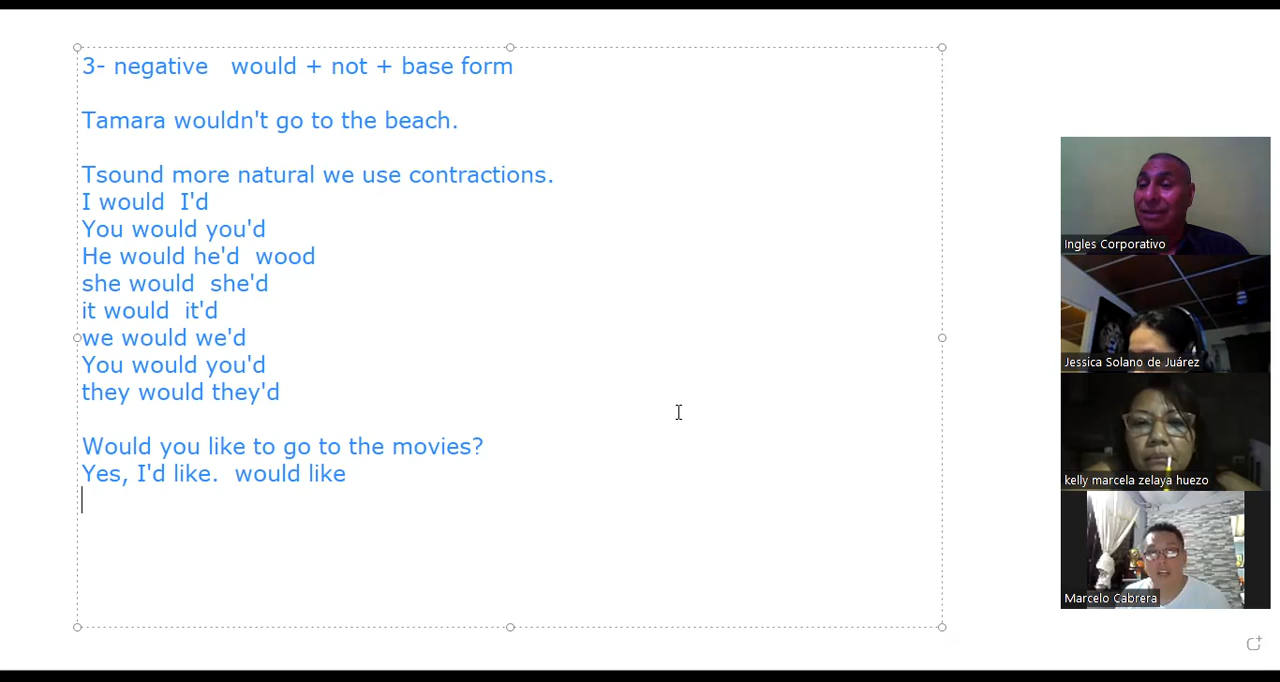 3- negative   would + not + base form
Tamara wouldn't go to the beach.
Tsound more natural we use contractions.
I would  I'd
You would you'd
He would he'd  wood
she would  she'd
it would  it'd
we would we'd
You would you'd
they would they'd
Would you like to go to the movies?
Yes, I'd like.  would like
Ingles Corporativo
Jessica Solano de Juárez
kelly marcela zelaya huezo
Marcelo Cabrera